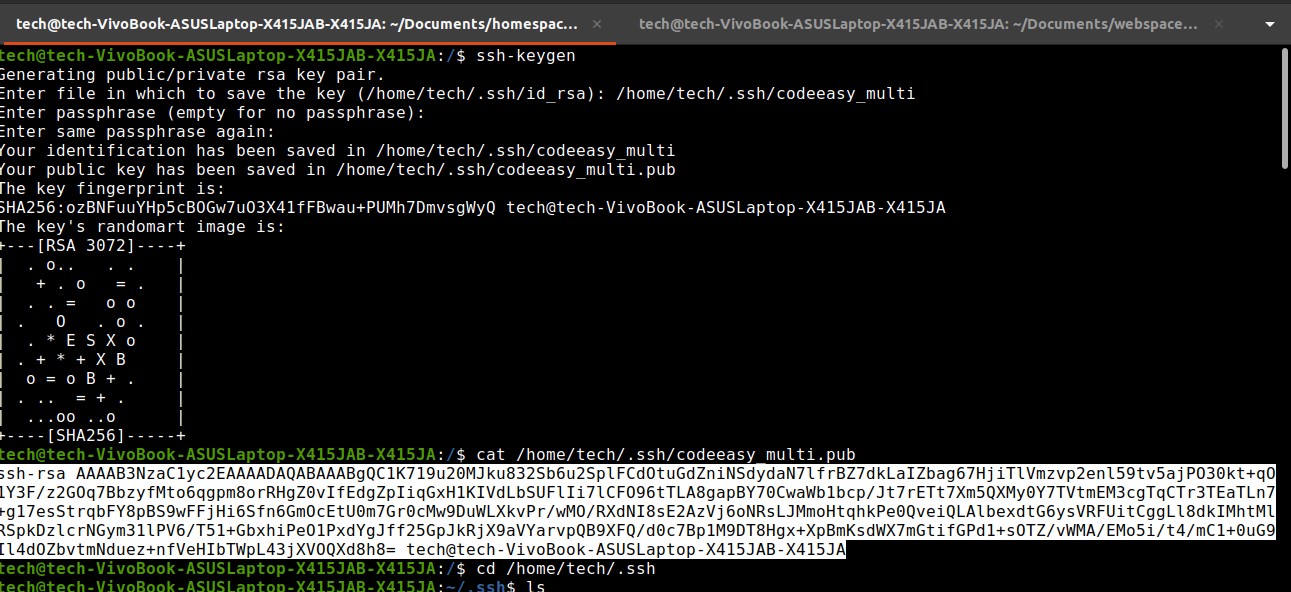 tech@tech-VivoBook-ASUSLaptop-X415JAB-X415JA: ~/Documents/homespac... ×
tech@tech-VivoBook-ASUSLaptop-X415JAB-X415JA: ~/Documents/webspace... ×
tech@tech-VivoBook-ASUSLaptop-X415JAB-X415JA:/$ ssh-keygen
Generating public/private rsa key pair.
Enter file in which to save the key (/home/tech/.ssh/id_rsa): /home/tech/.ssh/codeeasy_multi
Enter passphrase (empty for no passphrase):
Enter same passphrase again:
Your identification has been saved in /home/tech/.ssh/codeeasy_multi
Your public key has been saved in /home/tech/.ssh/codeeasy_multi.pub
The key fingerprint is:
SHA256:ozBNFuuYHp5cBOGw7uO3X41fFBwau+PUMh7DmvsgWyQ tech@tech-VivoBook-ASUSLaptop-X415JAB-X415JA
The key's randomart image is:
+---[RSA 3072]----+
|  . o..   . .    |
|   + . o   = .   |
|  . . =   o o    |
| .   O   . o .   |
|  . * E S X o    |
| . + * + X B     |
|  o = o B + .    |
| . ..  = + .     |
|  ...oo ..o      |
+----[SHA256]-----+
tech@tech-VivoBook-ASUSLaptop-X415JAB-X415JA:/$ cat /home/tech/.ssh/codeeasy_multi.pub
ssh-rsa AAAAB3NzaC1yc2EAAAADAQABAAABgQC1K719u20MJku832Sb6u2SplFCdOtuGdZniNSdydaN7lfrBZ7dkLaIZbag67HjiTlVmzvp2enl59tv5ajPO30kt+qO
1Y3F/z2GOq7BbzyfMto6qgpm8orRHgZ0vIfEdgZpIiqGxH1KIVdLbSUFlIi7lCFO96tTLA8gapBY70CwaWb1bcp/Jt7rETt7Xm5QXMy0Y7TVtmEM3cgTqCTr3TEaTLn7
+g17esStrqbFY8pBS9wFFjHi6Sfn6GmOcEtU0m7Gr0cMw9DuWLXkvPr/wMO/RXdNI8sE2AzVj6oNRsLJMmoHtqhkPe0QveiQLAlbexdtG6ysVRFUitCggLl8dkIMhtMl
RSpkDzlcrNGym31lPV6/T51+GbxhiPeO1PxdYgJff25GpJkRjX9aVYarvpQB9XFQ/d0c7Bp1M9DT8Hgx+XpBmKsdWX7mGtifGPd1+sOTZ/vWMA/EMo5i/t4/mC1+0uG9
Il4dOZbvtmNduez+nfVeHIbTWpL43jXVOQXd8h8= tech@tech-VivoBook-ASUSLaptop-X415JAB-X415JA
tech@tech-VivoBook-ASUSLaptop-X415JAB-X415JA:/$ cd /home/tech/.ssh
tech@tech-VivoBook-ASUSLaptop-X415JAB-X415JA:~/.ssh$ ls